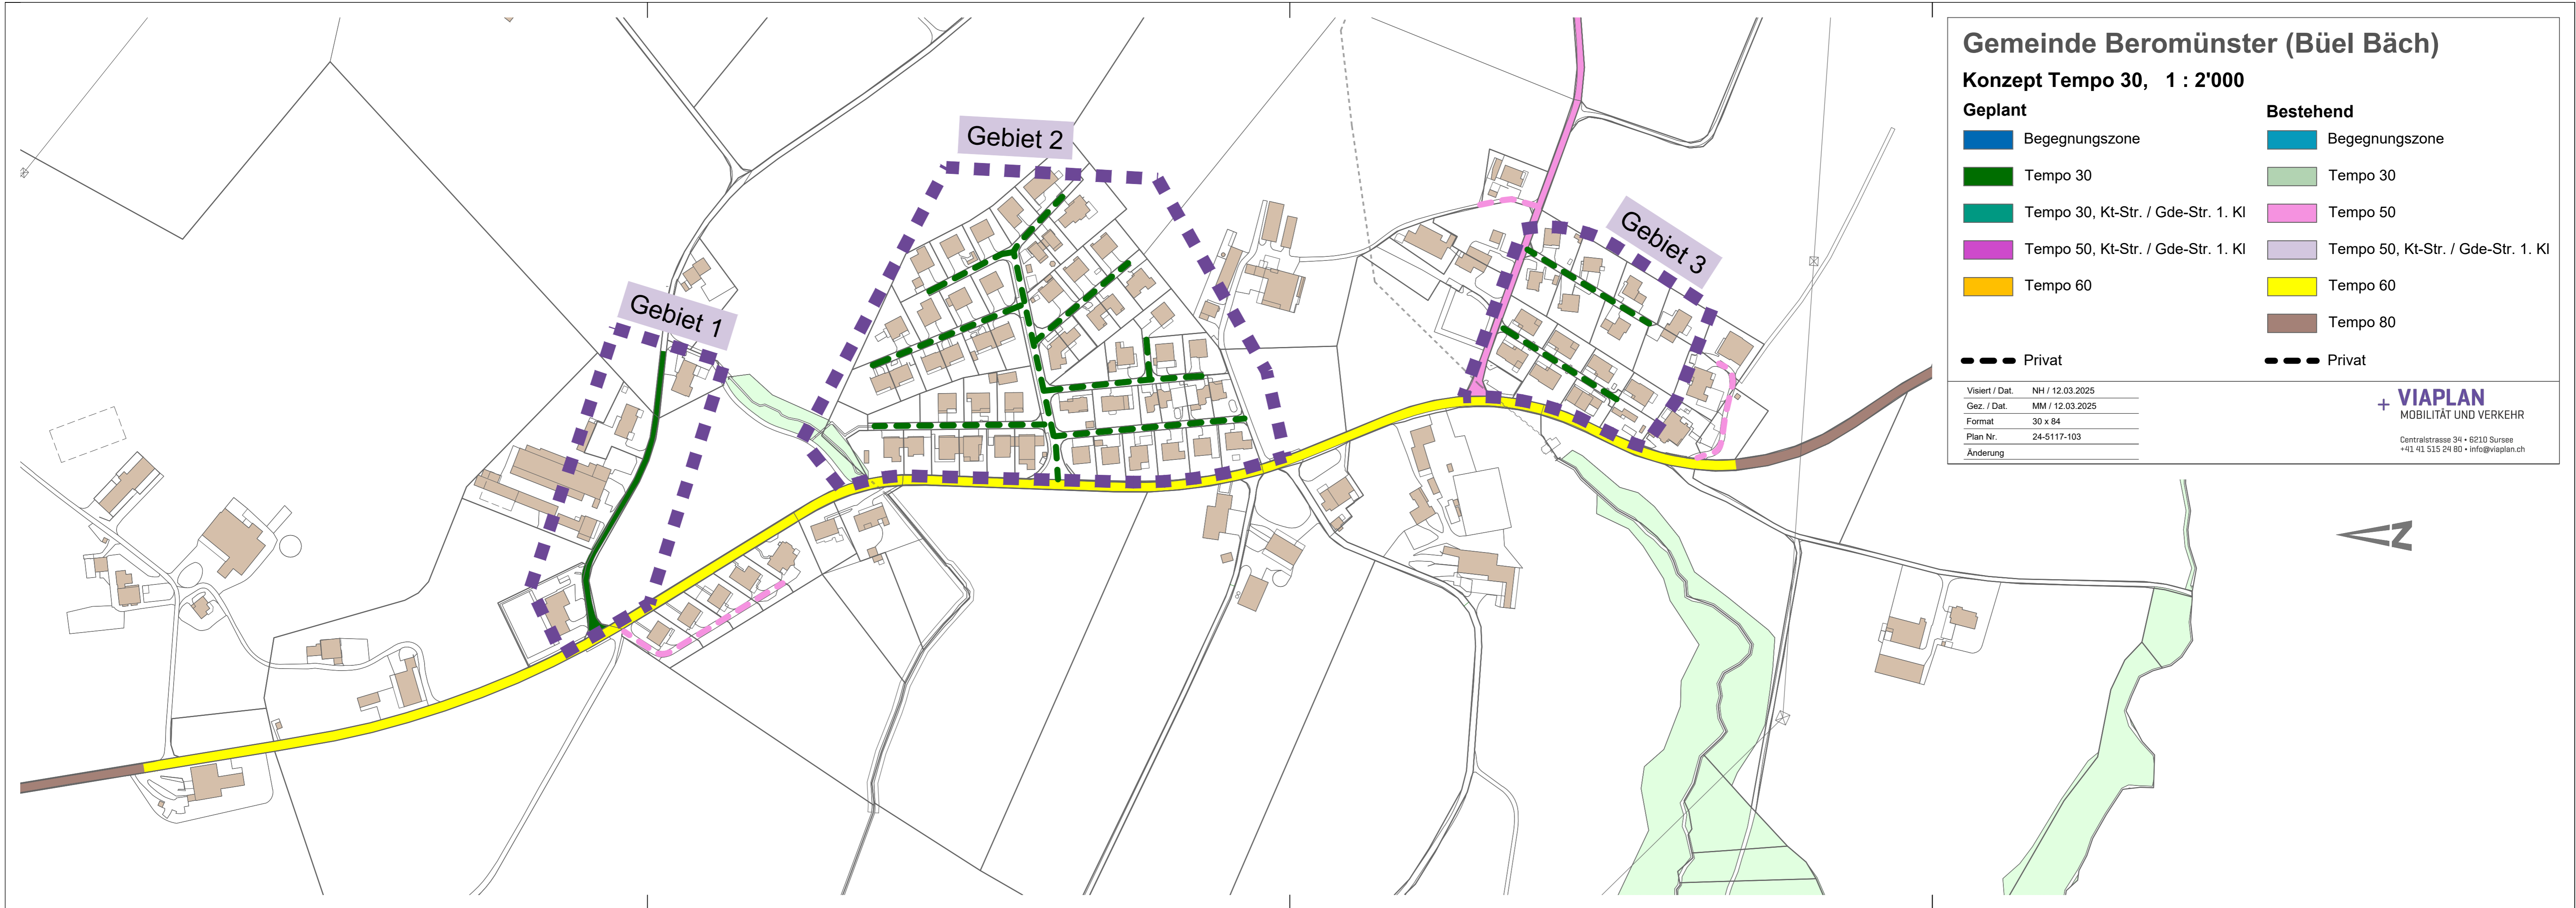 Gemeinde Beromünster (Büel Bäch)
Konzept Tempo 30, 1 : 2'000
Geplant
Begegnungszone
Tempo 30
Tempo 30, Kt-Str. / Gde-Str. 1. Kl
Tempo 50, Kt-Str. / Gde-Str. 1. Kl
Tempo 60
Privat
Bestehend
Begegnungszone
Tempo 30
Tempo 50
Tempo 50, Kt-Str. / Gde-Str. 1. Kl
Tempo 60
Tempo 80
Privat
Visiert / Dat. NH / 12.03.2025
Gez. / Dat. MM / 12.03.2025
Format 30 x 84
Plan Nr. 24-5117-103
Änderung
+ VIAPLAN
MOBILITÄT UND VERKEHR
Centralstrasse 34 • 6210 Sursee
+41 41 515 24 80 • info@viaplan.ch
Gebiet 1
Gebiet 2
Gebiet 3
N